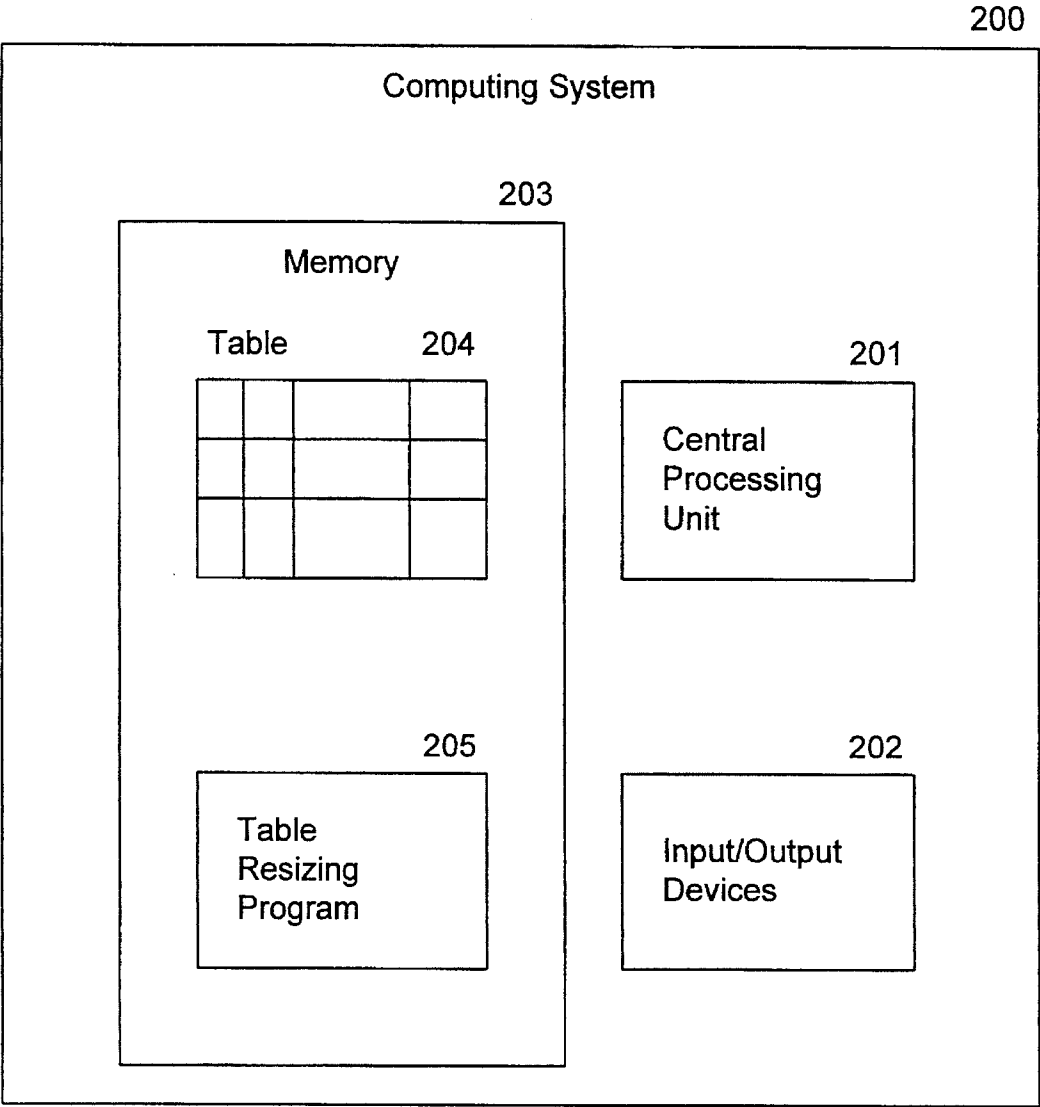 200
Computing System
203
Memory
Table 204
201
Central
Processing
Unit
205
Table
Resizing
Program
202
Input/Output
Devices